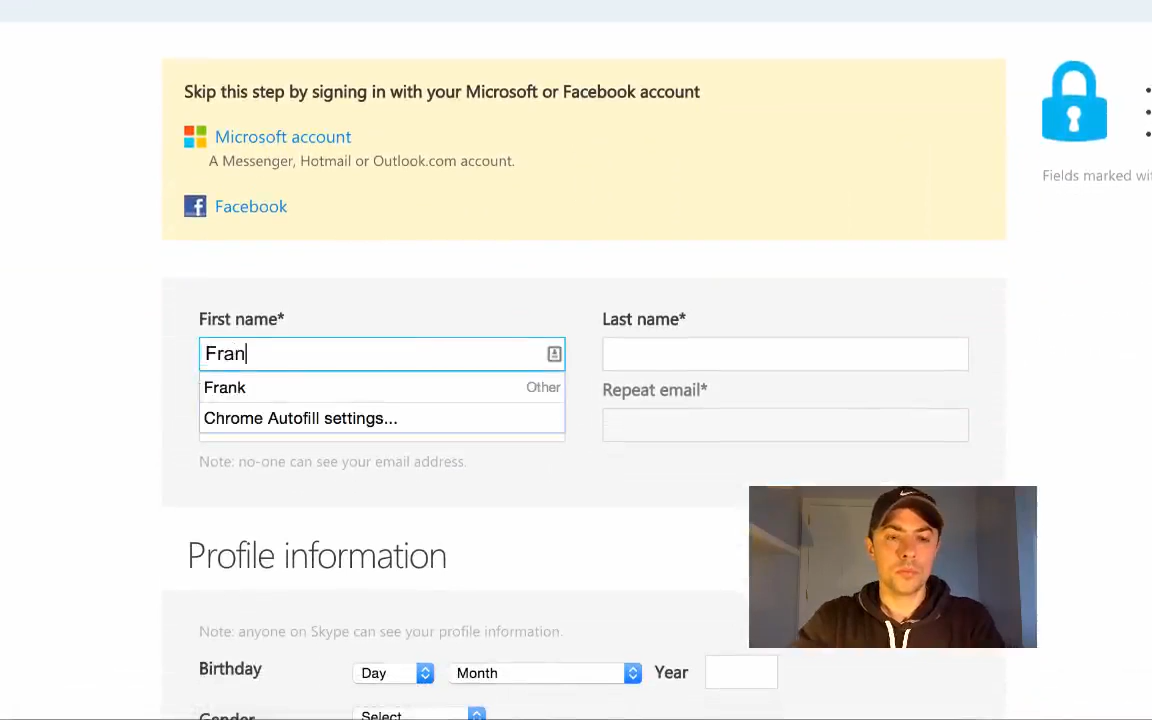 Skip this step by signing in with your Microsoft or Facebook account
Microsoft account
A Messenger, Hotmail or Outlook.com account.
Facebook
Fields marked
First name*
Last name*
Fran
Frank Other
Chrome Autofill settings...
Repeat email*
Note: no-one can see your email address.
Profile information
Note: anyone on Skype can see your profile information.
Birthday
Day
Month
Year
Gender
Select